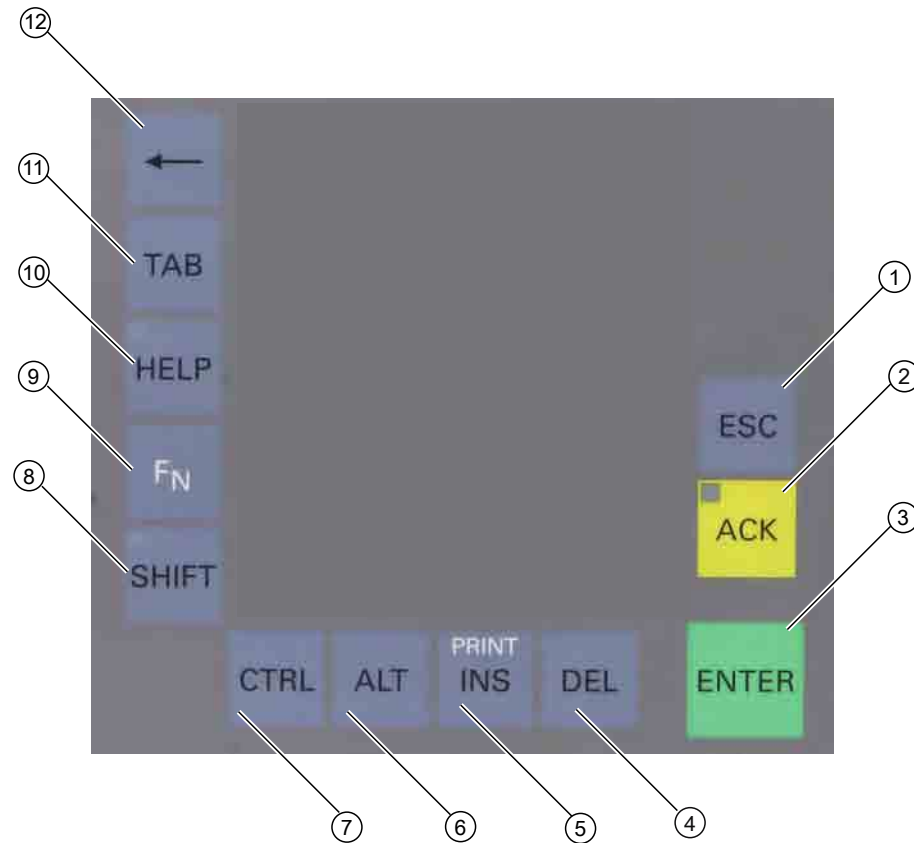 12
←
11
TAB
10
HELP
1
9
ESC
2
FN
8
ACK
3
SHIFT
PRINT
CTRL
ALT
INS
DEL
ENTER
7
6
5
4